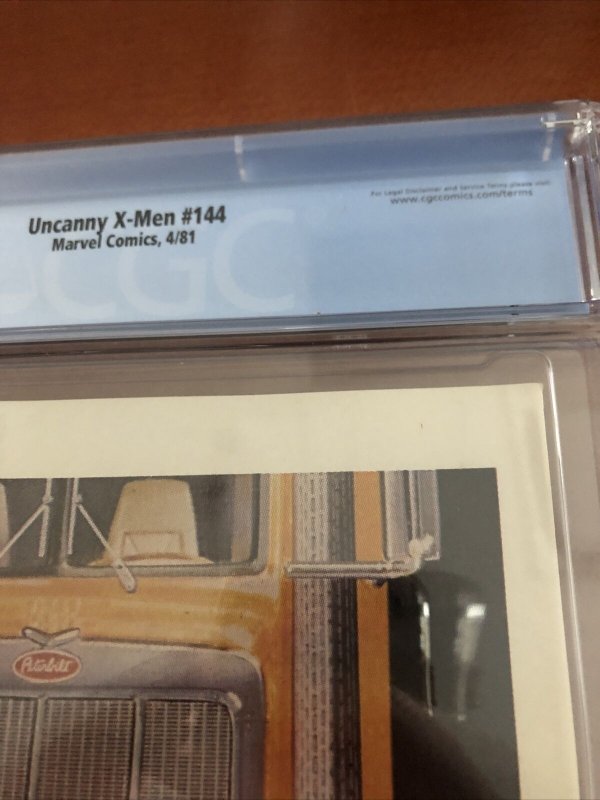 Uncanny X-Men #144
Marvel Comics, 4/81
For Legal Disclaimer and Service Terms please visit:
www.cgccomics.com/terms
CGC
Peterbilt